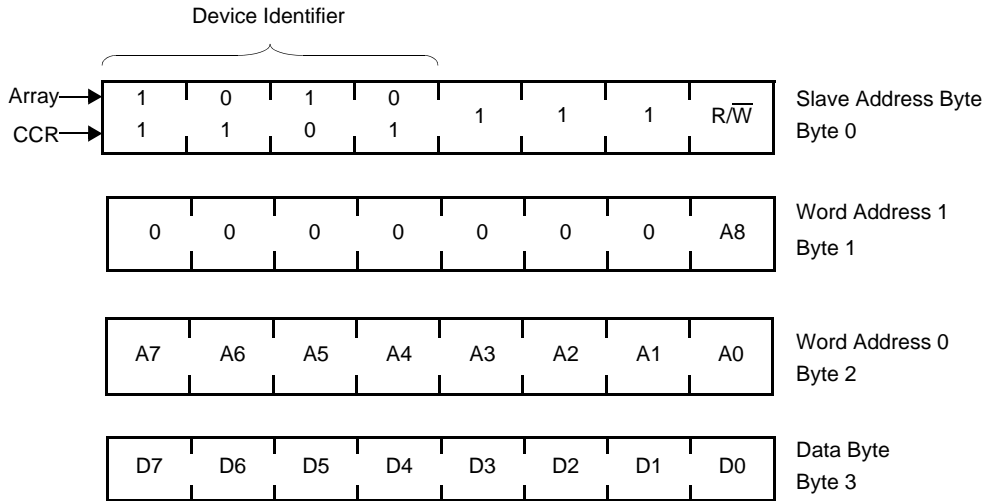 Device Identifier
Array 1 0 1 0 1 1 1 R/W̅ Slave Address Byte
CCR 1 1 0 1 Byte 0
0 0 0 0 0 0 0 A8 Word Address 1
Byte 1
A7 A6 A5 A4 A3 A2 A1 A0 Word Address 0
Byte 2
D7 D6 D5 D4 D3 D2 D1 D0 Data Byte
Byte 3